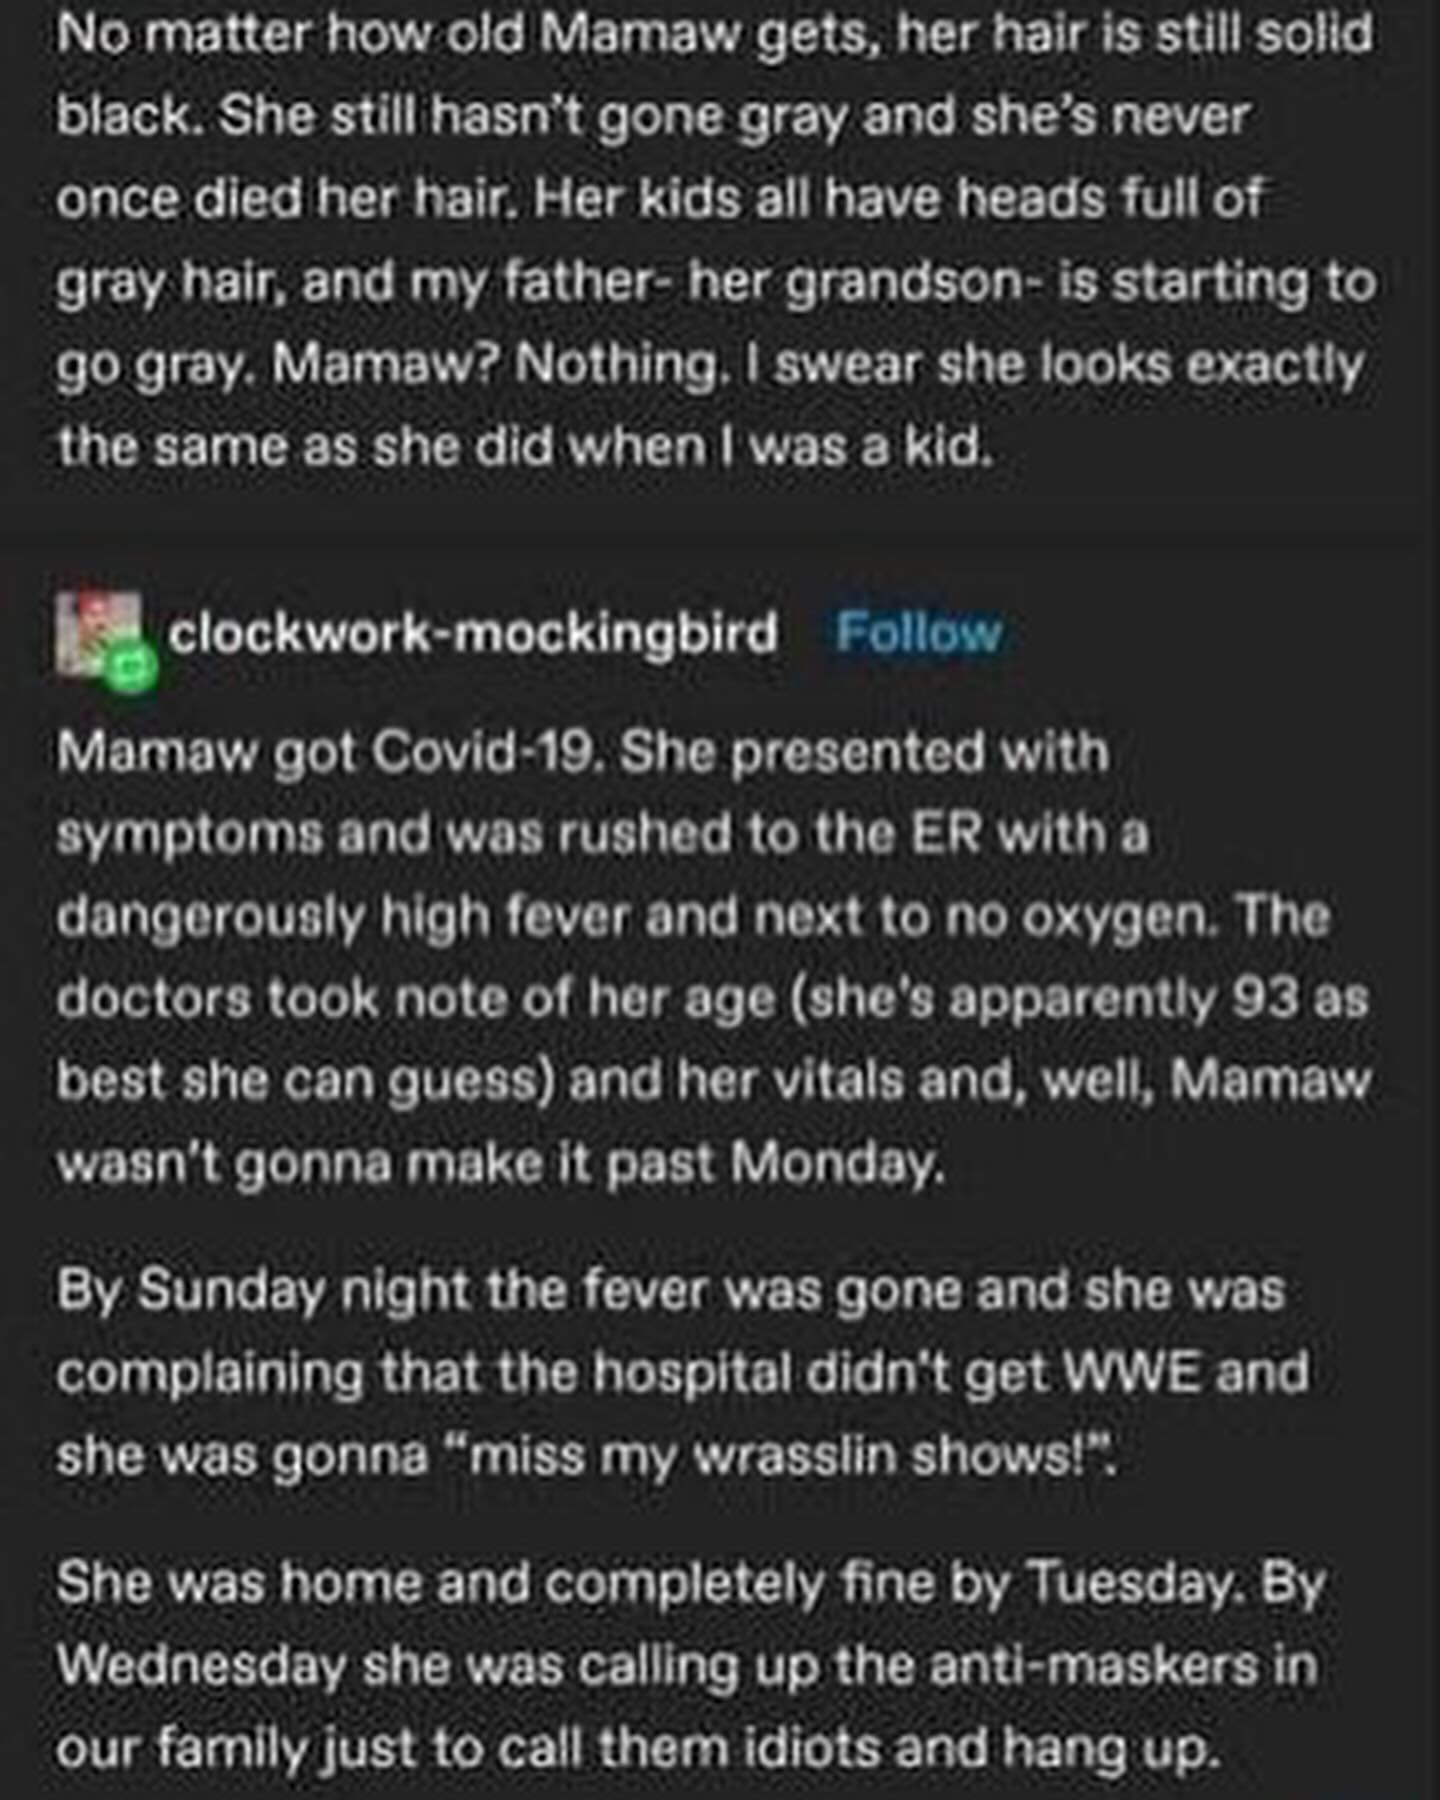 No matter how old Mamaw gets, her hair is still solid
black. She still hasn't gone gray and she's never
once died her hair. Her kids all have heads full of
gray hair, and my father- her grandson- is starting to
go gray. Mamaw? Nothing. I swear she looks exactly
the same as she did when I was a kid.
clockwork-mockingbird Follow
Mamaw got Covid-19. She presented with
symptoms and was rushed to the ER with a
dangerously high fever and next to no oxygen. The
doctors took note of her age (she's apparently 93 as
best she can guess) and her vitals and, well, Mamaw
wasn't gonna make it past Monday.
By Sunday night the fever was gone and she was
complaining that the hospital didn't get WWE and
she was gonna “miss my wrasslin shows!”.
She was home and completely fine by Tuesday. By
Wednesday she was calling up the anti-maskers in
our family just to call them idiots and hang up.